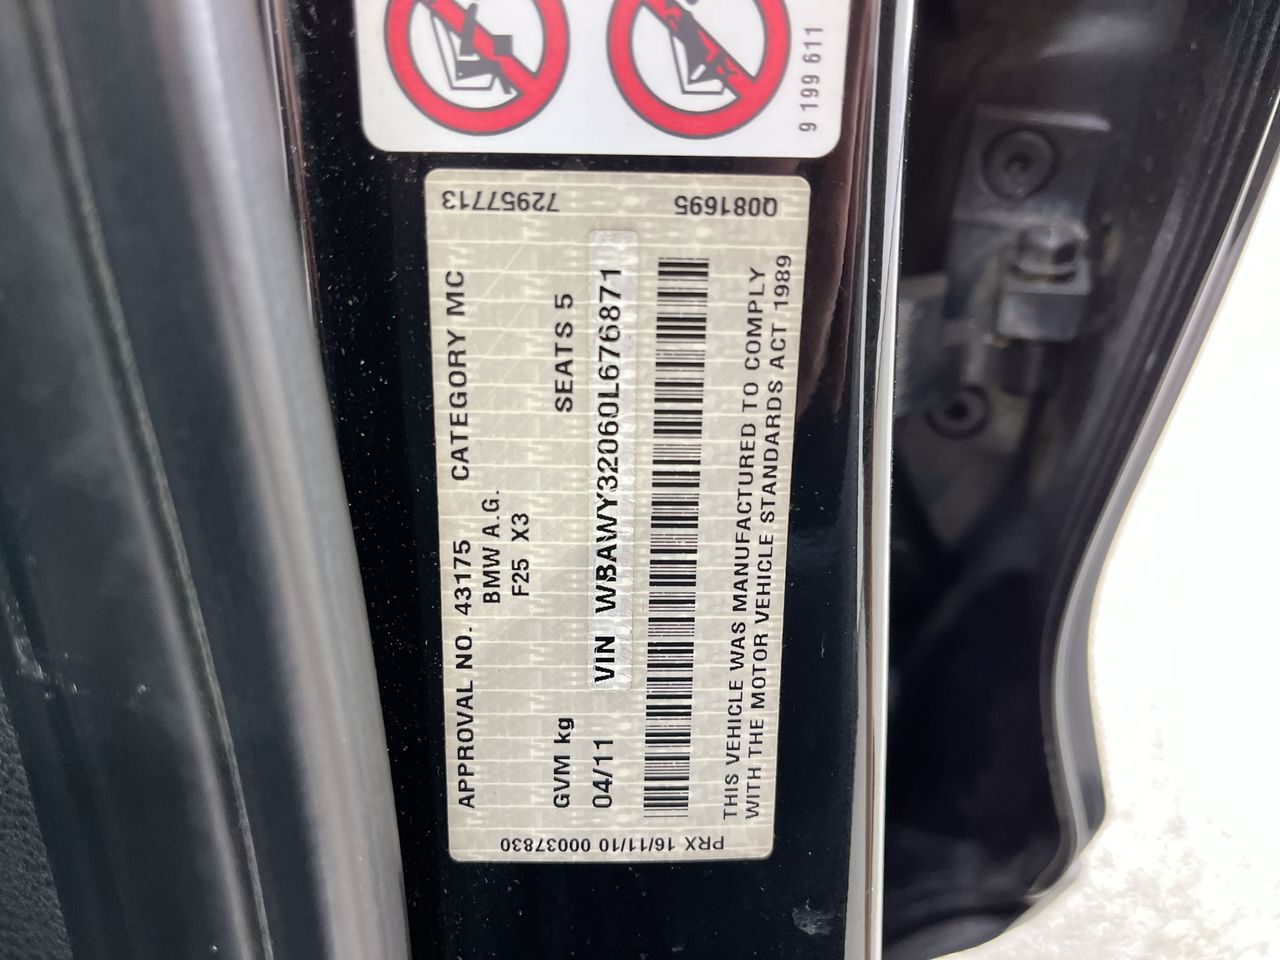 9 199 611
72957713
Q081695
APPROVAL NO. 43175 CATEGORY MC
BMW A.G.
F25 X3
GVM kg SEATS 5
04/11 VIN WBAWY32060L676871
THIS VEHICLE WAS MANUFACTURED TO COMPLY
WITH THE MOTOR VEHICLE STANDARDS ACT 1989
PRX 16/11/10 00037830